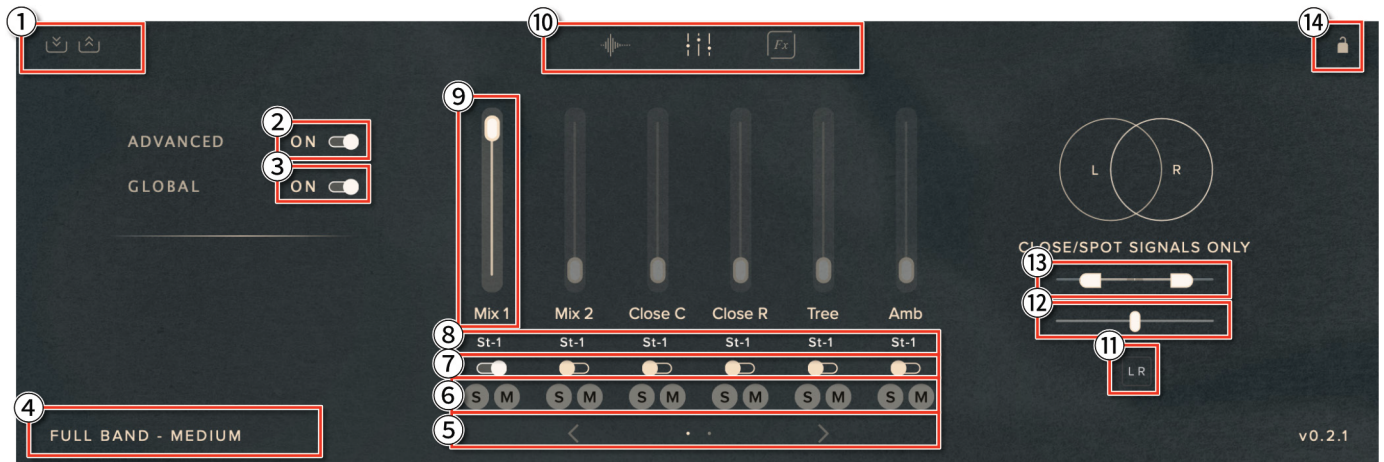 1
10
14
Fx
9
2
ADVANCED ON
3
GLOBAL ON
L R
CLOSE/SPOT SIGNALS ONLY
13
12
Mix 1 Mix 2 Close C Close R Tree Amb
8
St-1 St-1 St-1 St-1 St-1 St-1
11
L R
7
6
S M S M S M S M S M S M
4
5
FULL BAND - MEDIUM
v0.2.1